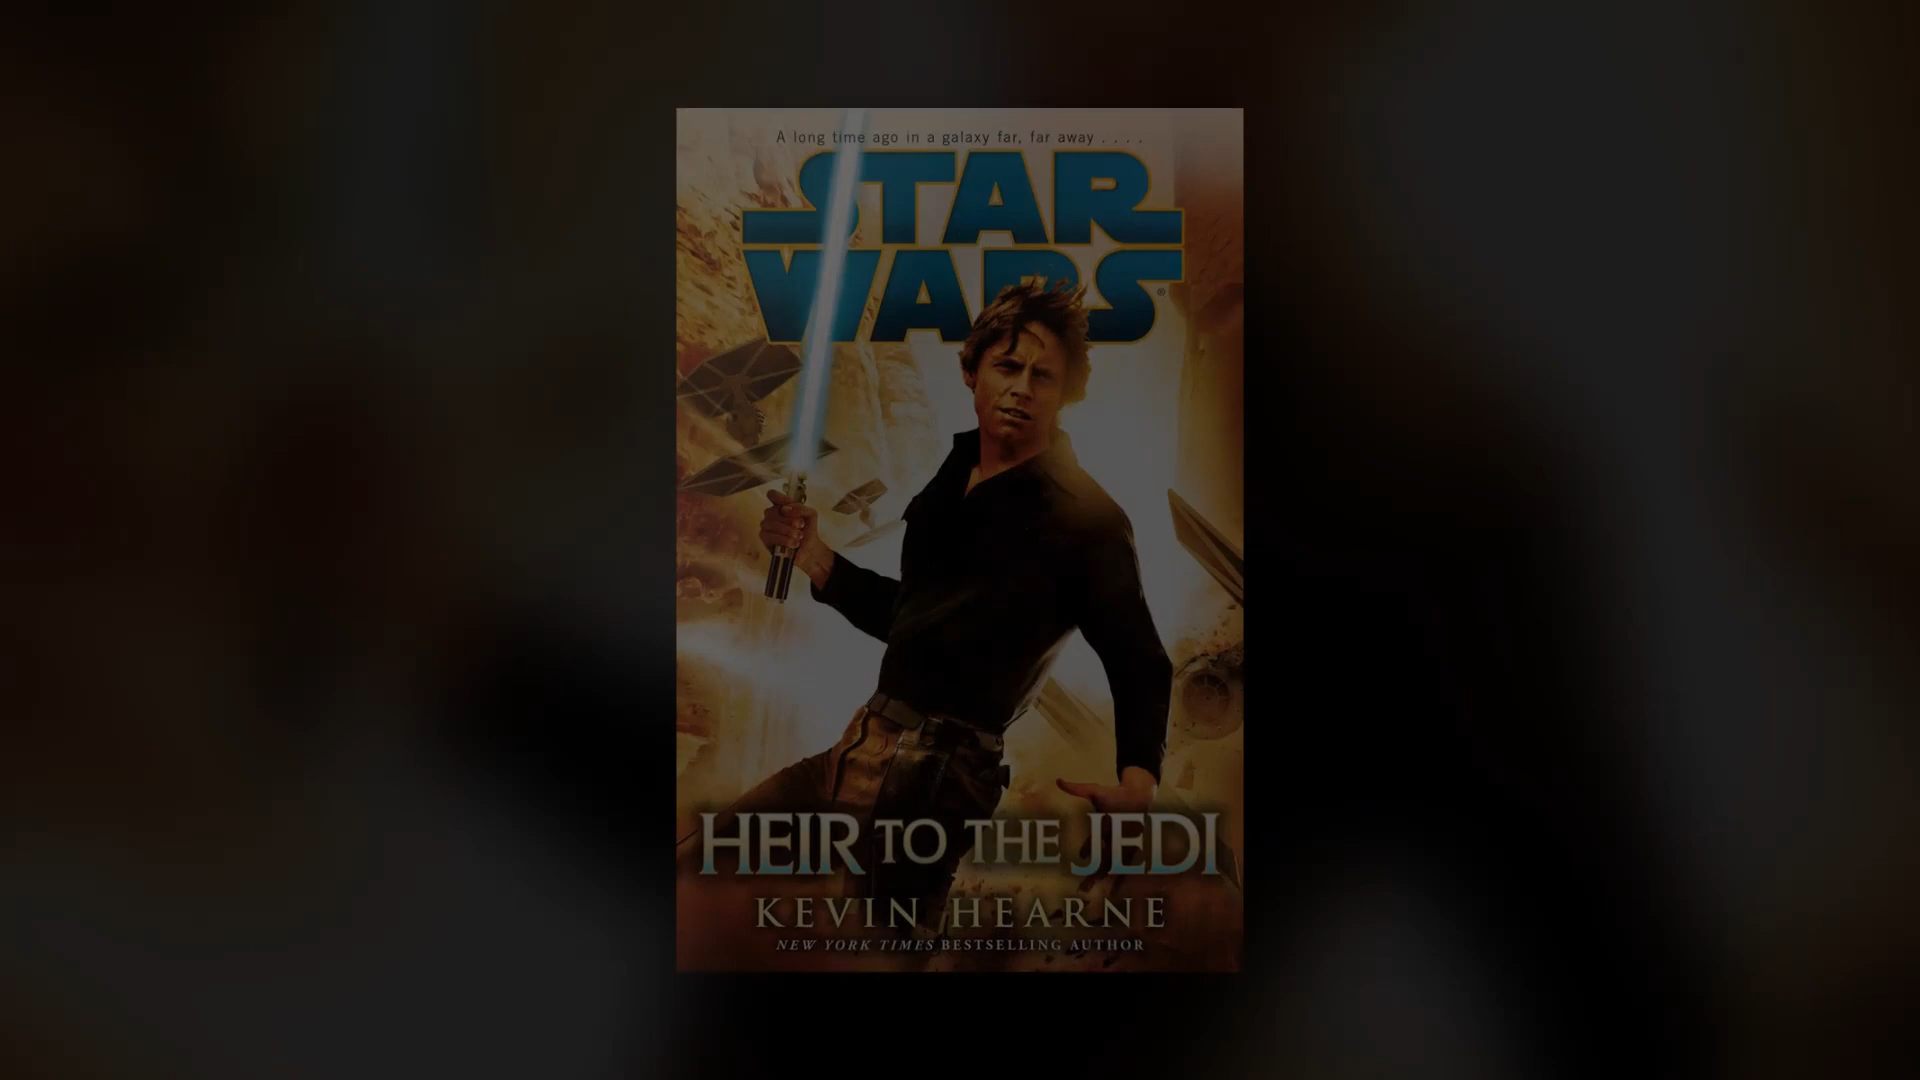 A long time ago in a galaxy far, far away . . . .
STAR
WARS®
HEIR TO THE JEDI
KEVIN HEARNE
NEW YORK TIMES BESTSELLING AUTHOR